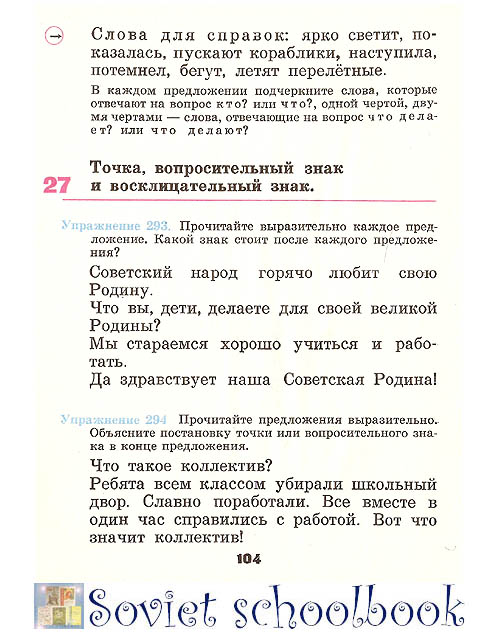 Слова для справок: ярко светит, по-
казалась, пускают кораблики, наступила,
потемнел, бегут, летят перелётные.
В каждом предложении подчеркните слова, которые
отвечают на вопрос кто? или что?, одной чертой, дву-
мя чертами — слова, отвечающие на вопрос что дела-
ет? или что делают?
27
Точка, вопросительный знак
и восклицательный знак.
Упражнение 293. Прочитайте выразительно каждое пред-
ложение. Какой знак стоит после каждого предложе-
ния?
Советский народ горячо любит свою
Родину.
Что вы, дети, делаете для своей великой
Родины?
Мы стараемся хорошо учиться и рабо-
тать.
Да здравствует наша Советская Родина!
Упражнение 294 Прочитайте предложения выразительно.
Объясните постановку точки или вопросительного зна-
ка в конце предложения.
Что такое коллектив?
Ребята всем классом убирали школьный
двор. Славно поработали. Все вместе в
один час справились с работой. Вот что
значит коллектив!
104
Soviet schoolbook